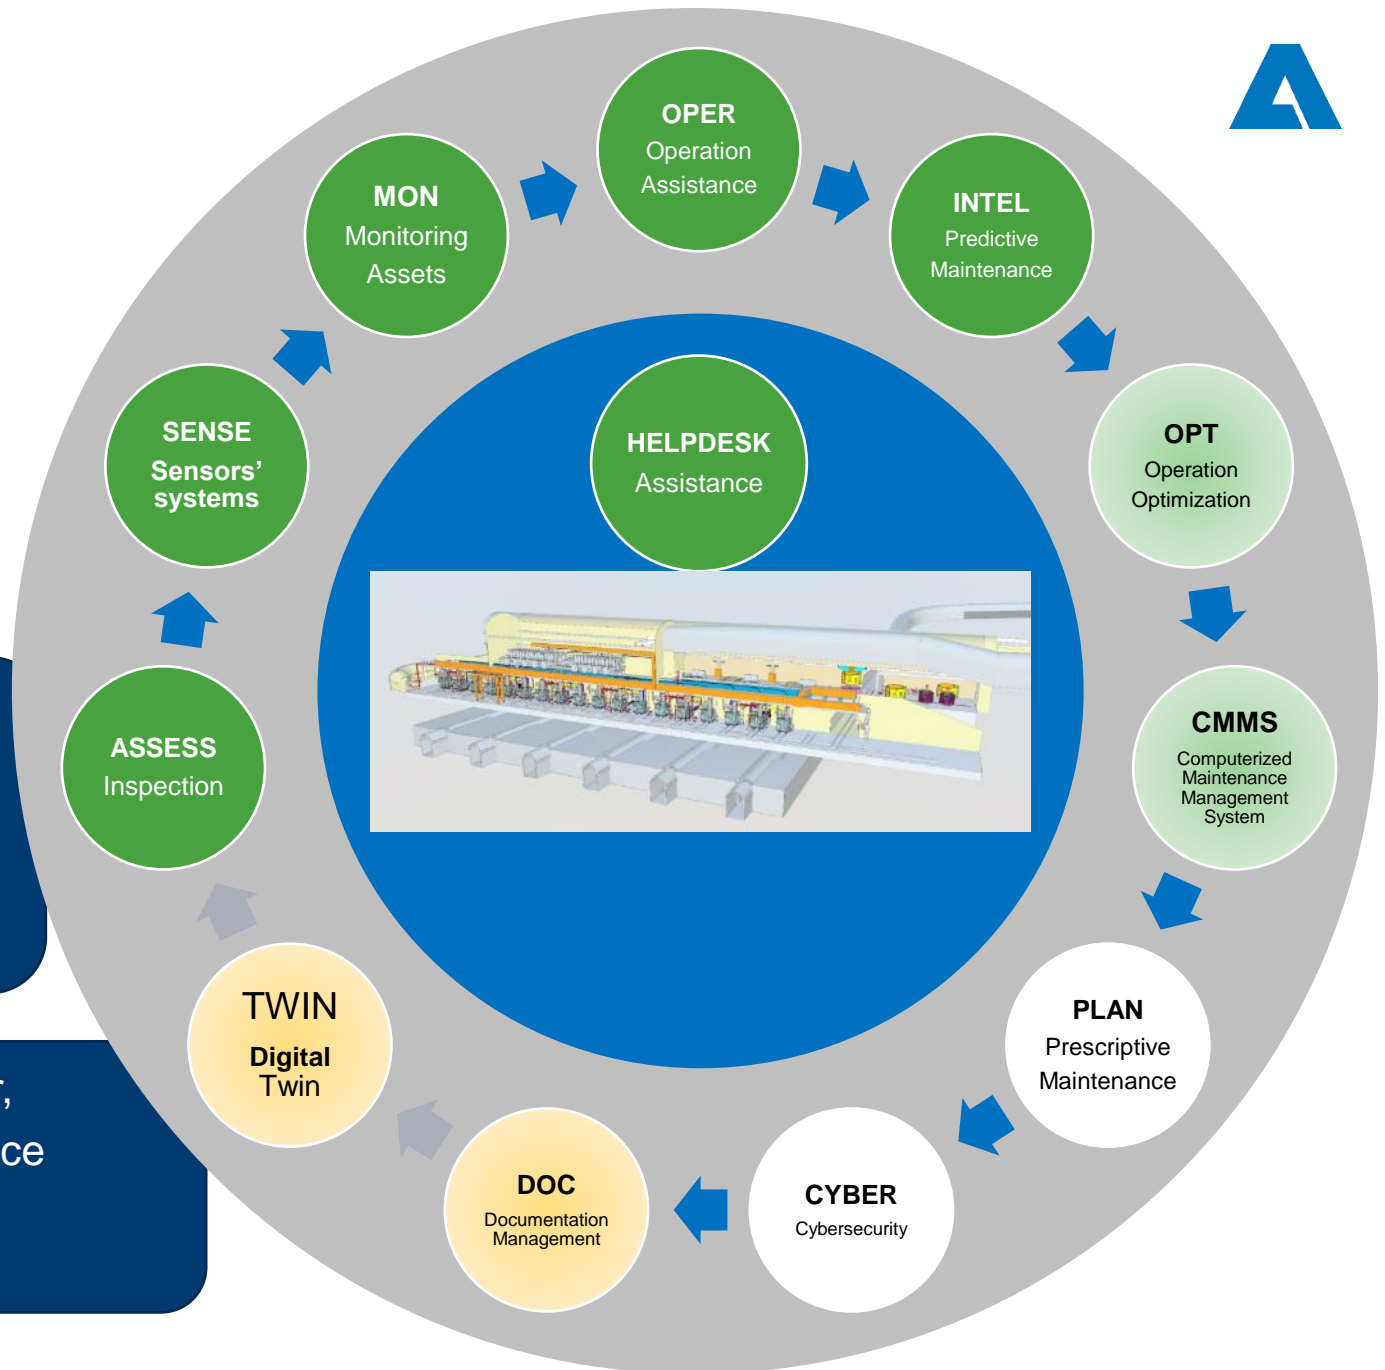 OPER
Operation
Assistance
INTEL
Predictive
Maintenance
OPT
Operation
Optimization
CMMS
Computerized
Maintenance
Management
System
PLAN
Prescriptive
Maintenance
CYBER
Cybersecurity
DOC
Documentation
Management
TWIN
Digital
Twin
ASSESS
Inspection
SENSE
Sensors’
systems
MON
Monitoring
Assets
HELPDESK
Assistance
ce